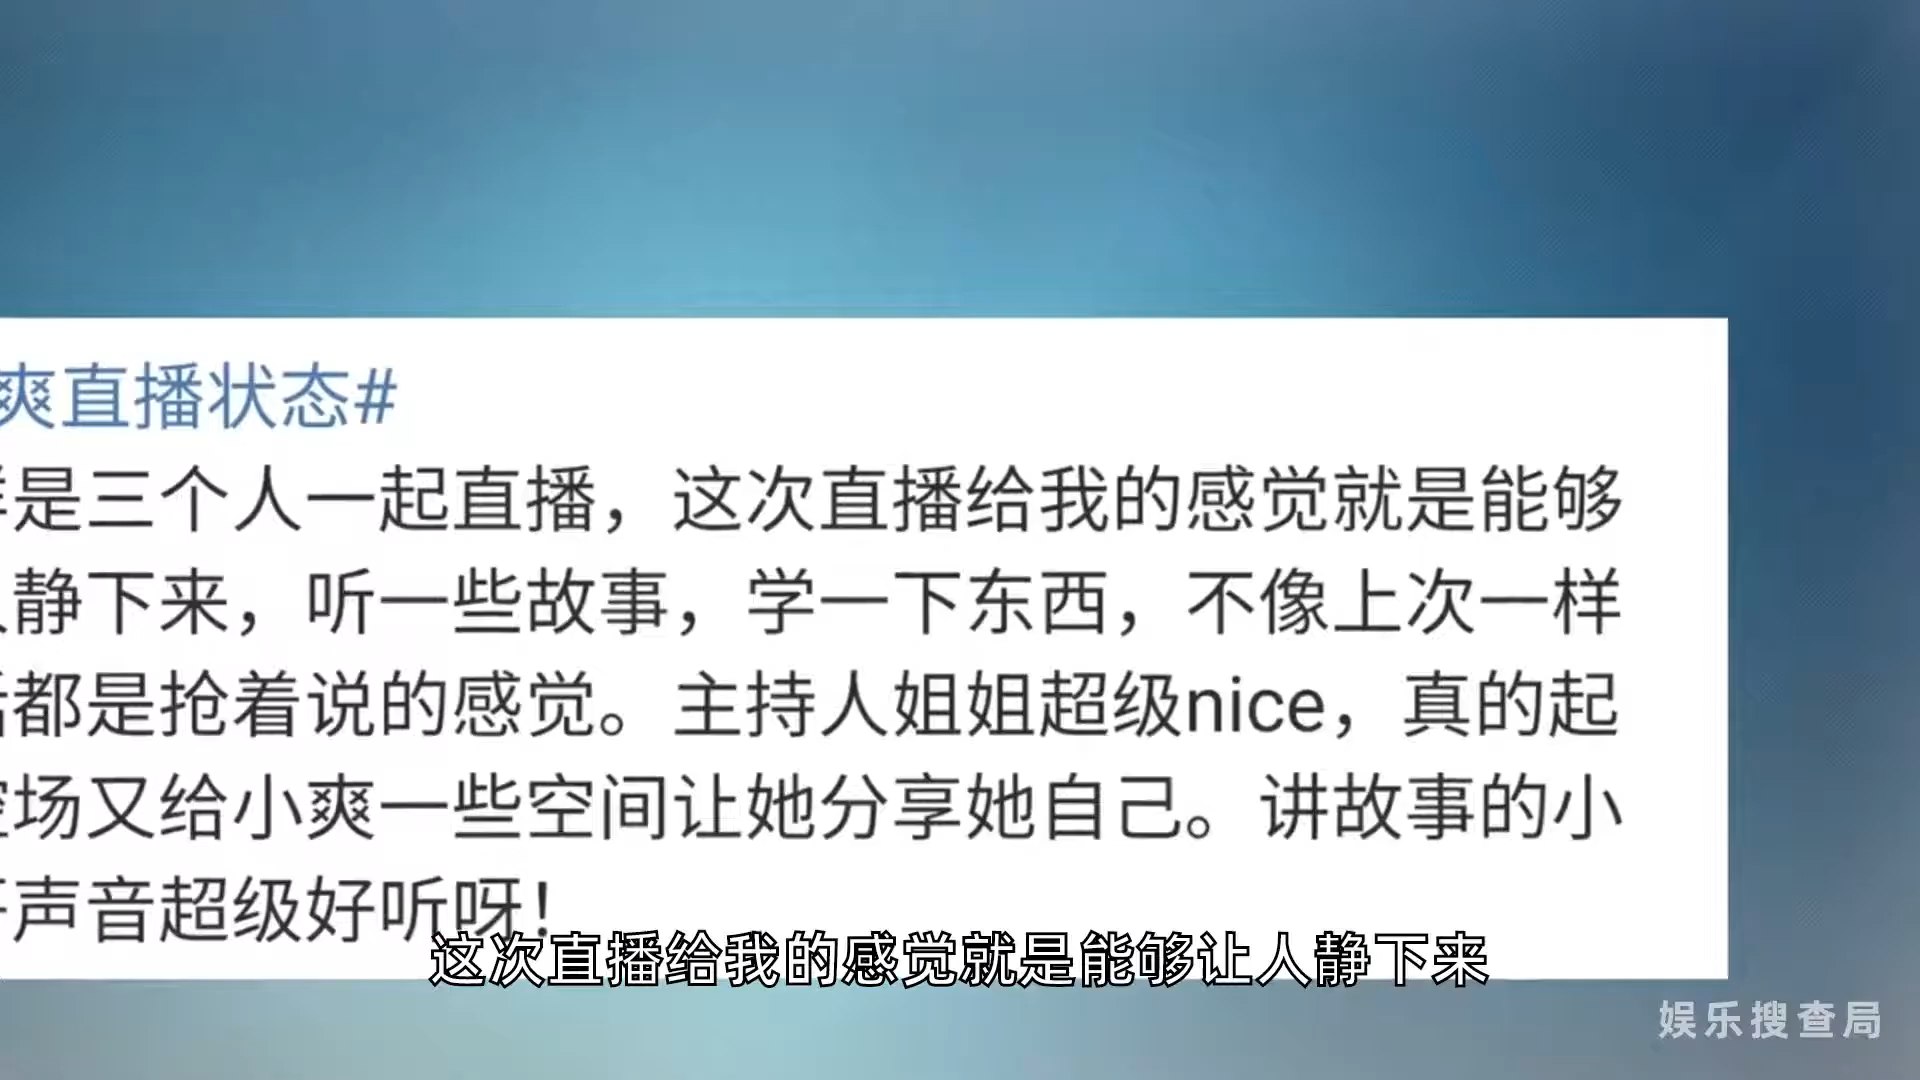 爽直播状态#
是三个人一起直播，这次直播给我的感觉就是能够
静下来，听一些故事，学一下东西，不像上次一样
都是抢着说的感觉。主持人姐姐超级nice，真的起
场又给小爽一些空间让她分享她自己。讲故事的小
声音超级好听呀！
这次直播给我的感觉就是能够让人静下来
娱乐搜查局